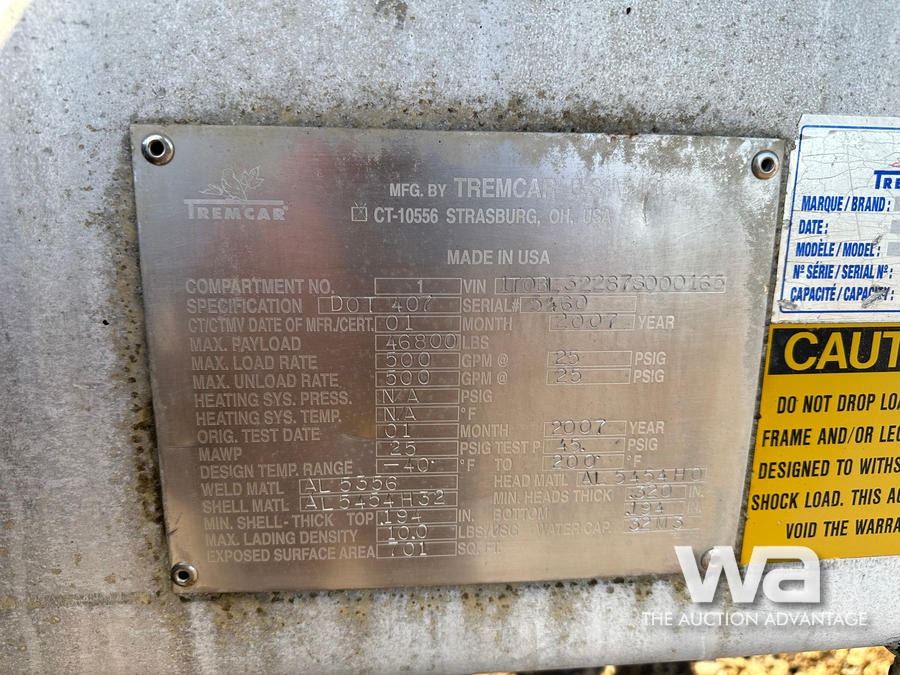 TREMCAR
MFG. BY TREMCAR
CT-10556 STRASBURG, OH, USA
MADE IN USA
COMPARTMENT NO. 1 VIN
SPECIFICATION DOT 407 SERIAL# 5460
CT/CTMV DATE OF MFR./CERT. 01 MONTH 2007 YEAR
MAX. PAYLOAD 46800 LBS
MAX. LOAD RATE 500 GPM @ 25 PSIG
MAX. UNLOAD RATE 500 GPM @ 25 PSIG
HEATING SYS. PRESS. N/A PSIG
HEATING SYS. TEMP. N/A °F
ORIG. TEST DATE 01 MONTH 2007 YEAR
MAWP 25 PSIG TEST P 45 PSIG
DESIGN TEMP. RANGE -40 °F TO 200 °F
WELD MATL AL 5356 HEAD MATL AL 5454 H0
SHELL MATL AL 5454 H32 MIN. HEADS THICK .320 IN.
MIN. SHELL- THICK TOP .194 IN. BOTTOM .194 IN.
MAX. LADING DENSITY 10.0 LBS/USG WATER CAP. 32 M3
EXPOSED SURFACE AREA 701 SQ. FT.
MARQUE / BRAND :
DATE :
MODÈLE / MODEL :
Nº SÉRIE / SERIAL Nº :
CAPACITÉ / CAPACITY :
CAUT
DO NOT DROP LOA
FRAME AND/OR LEG
DESIGNED TO WITHS
SHOCK LOAD. THIS A
VOID THE WARRA
wa
THE AUCTION ADVANTAGE